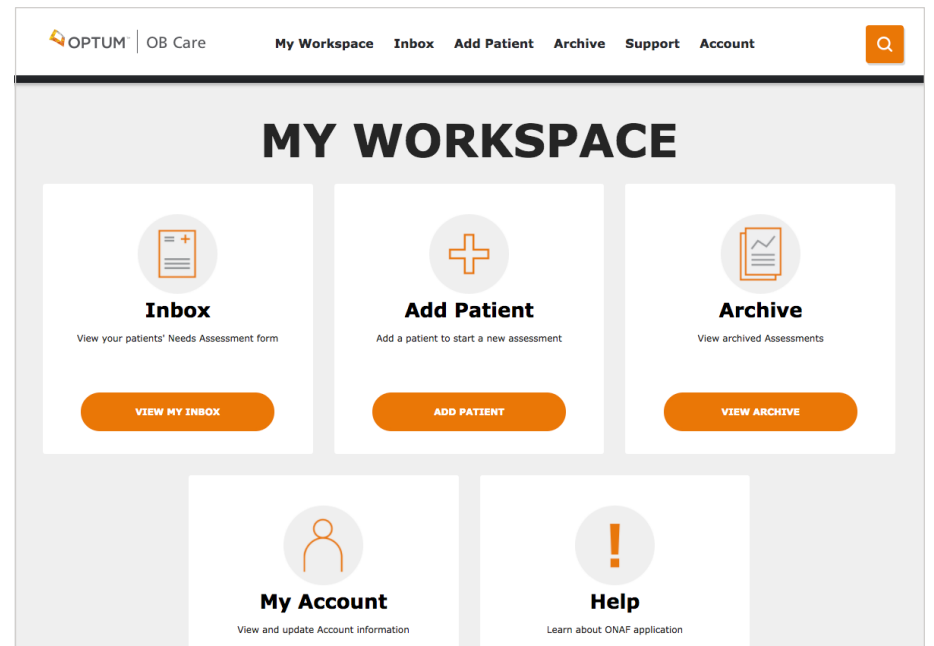 OPTUM™ OB Care My Workspace Inbox Add Patient Archive Support Account
MY WORKSPACE
Inbox
View your patients' Needs Assessment form
VIEW MY INBOX
Add Patient
Add a patient to start a new assessment
ADD PATIENT
Archive
View archived Assessments
VIEW ARCHIVE
My Account
View and update Account information
Help
Learn about ONAF application